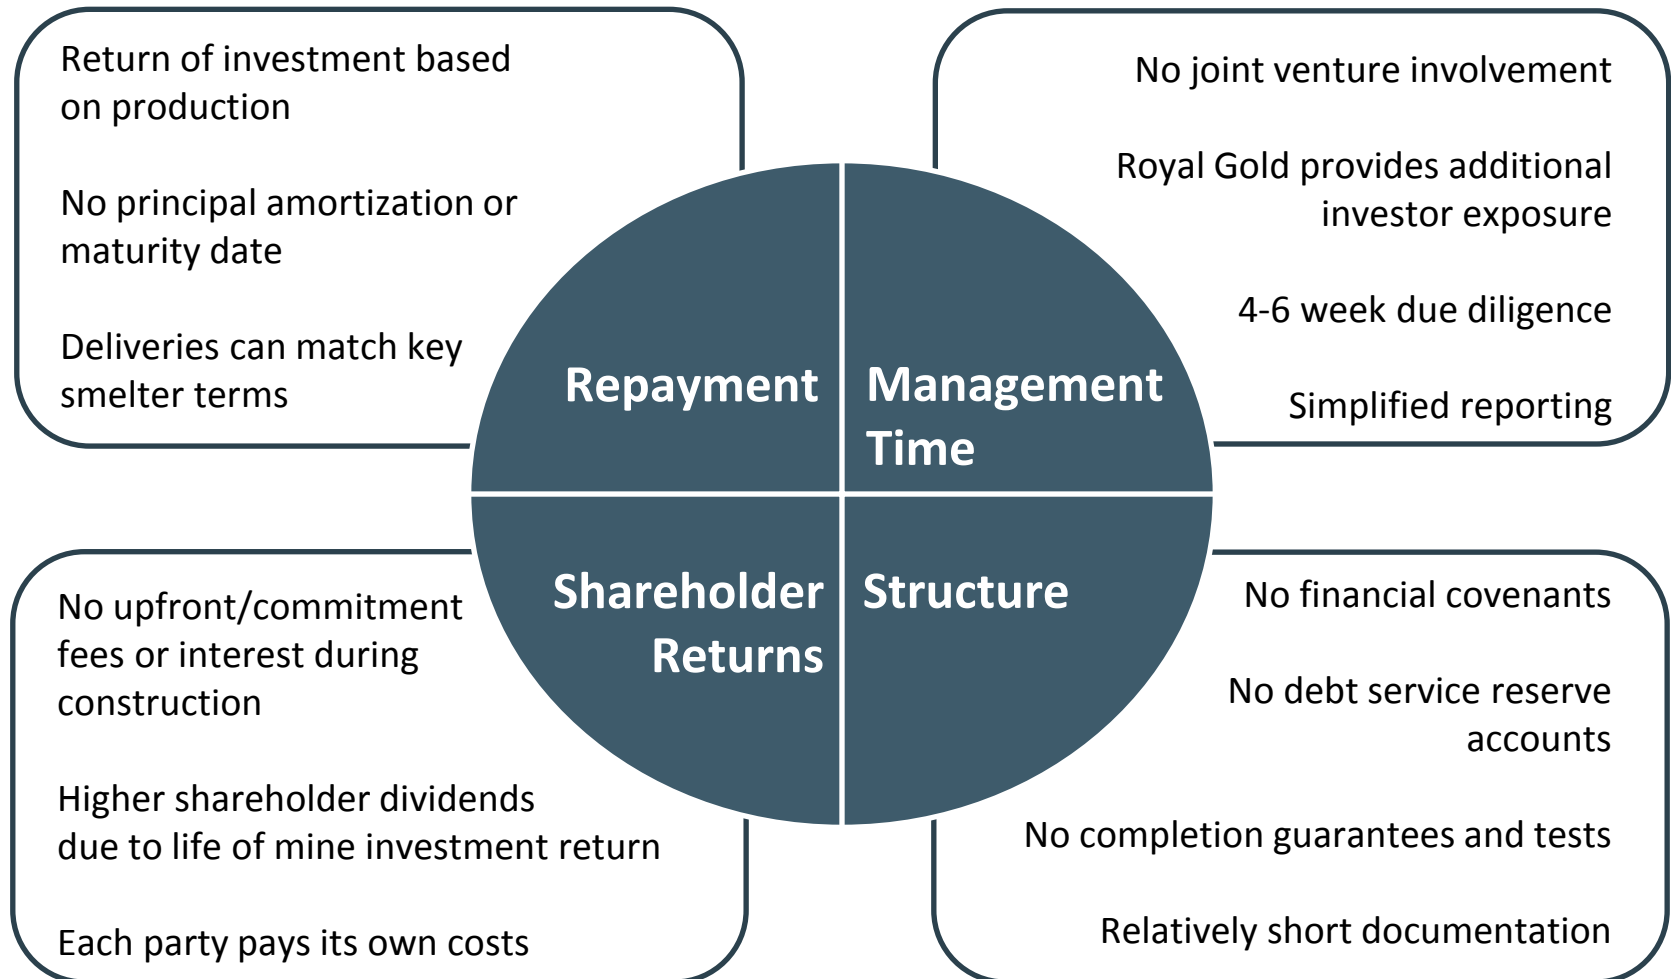 Return of investment based
on production
No principal amortization or
maturity date
Deliveries can match key
smelter terms
No joint venture involvement
Royal Gold provides additional
investor exposure
4-6 week due diligence
Simplified reporting
Repayment
Management
Time
Shareholder
Returns
Structure
No upfront/commitment
fees or interest during
construction
Higher shareholder dividends
due to life of mine investment return
Each party pays its own costs
No financial covenants
No debt service reserve
accounts
No completion guarantees and tests
Relatively short documentation